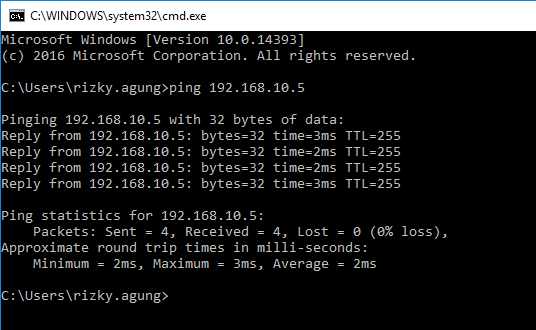 C:\WINDOWS\system32\cmd.exe
Microsoft Windows [Version 10.0.14393]
(c) 2016 Microsoft Corporation. All rights reserved.
C:\Users\rizky.agung>ping 192.168.10.5
Pinging 192.168.10.5 with 32 bytes of data:
Reply from 192.168.10.5: bytes=32 time=3ms TTL=255
Reply from 192.168.10.5: bytes=32 time=2ms TTL=255
Reply from 192.168.10.5: bytes=32 time=2ms TTL=255
Reply from 192.168.10.5: bytes=32 time=3ms TTL=255
Ping statistics for 192.168.10.5:
Packets: Sent = 4, Received = 4, Lost = 0 (0% loss),
Approximate round trip times in milli-seconds:
Minimum = 2ms, Maximum = 3ms, Average = 2ms
C:\Users\rizky.agung>